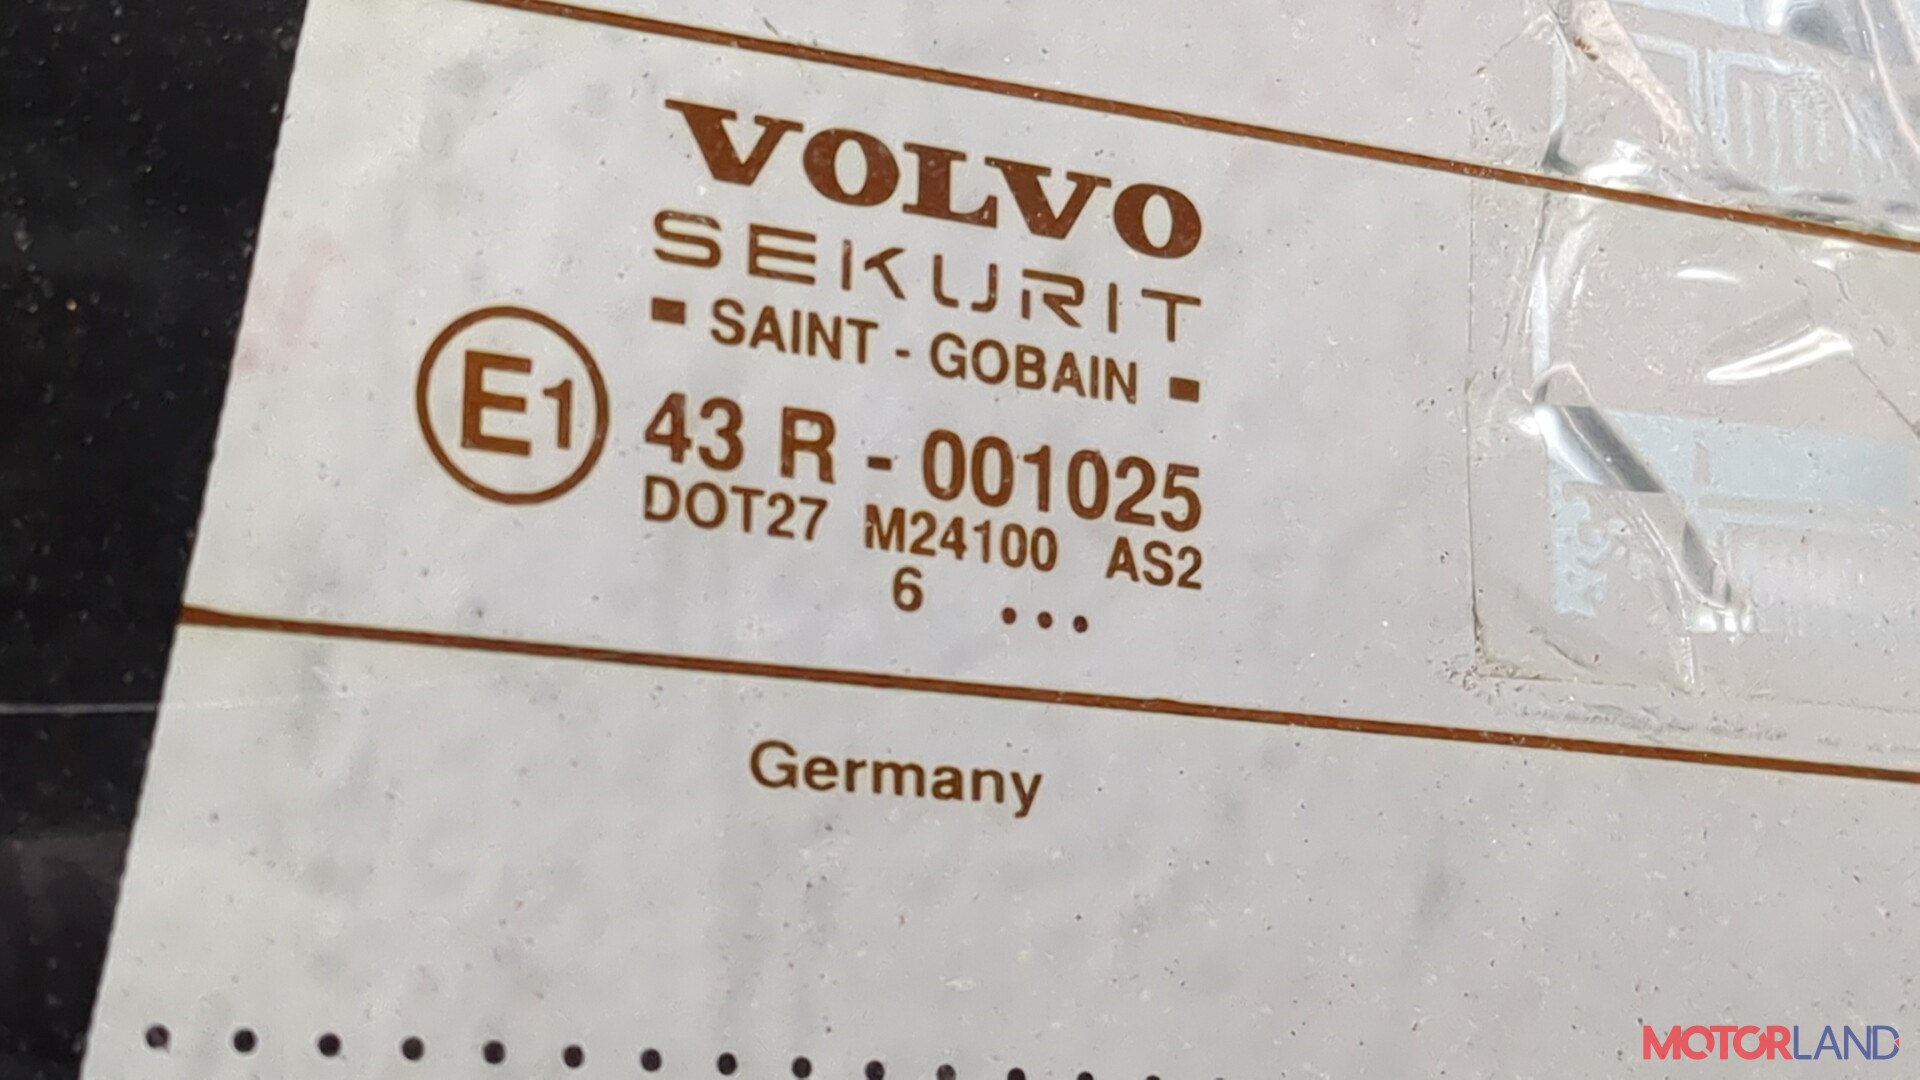 VOLVO
SEKURIT
▪ SAINT - GOBAIN ▪
E1
43 R - 001025
DOT27 M24100 AS2
6 ...
Germany
MOTORLAND